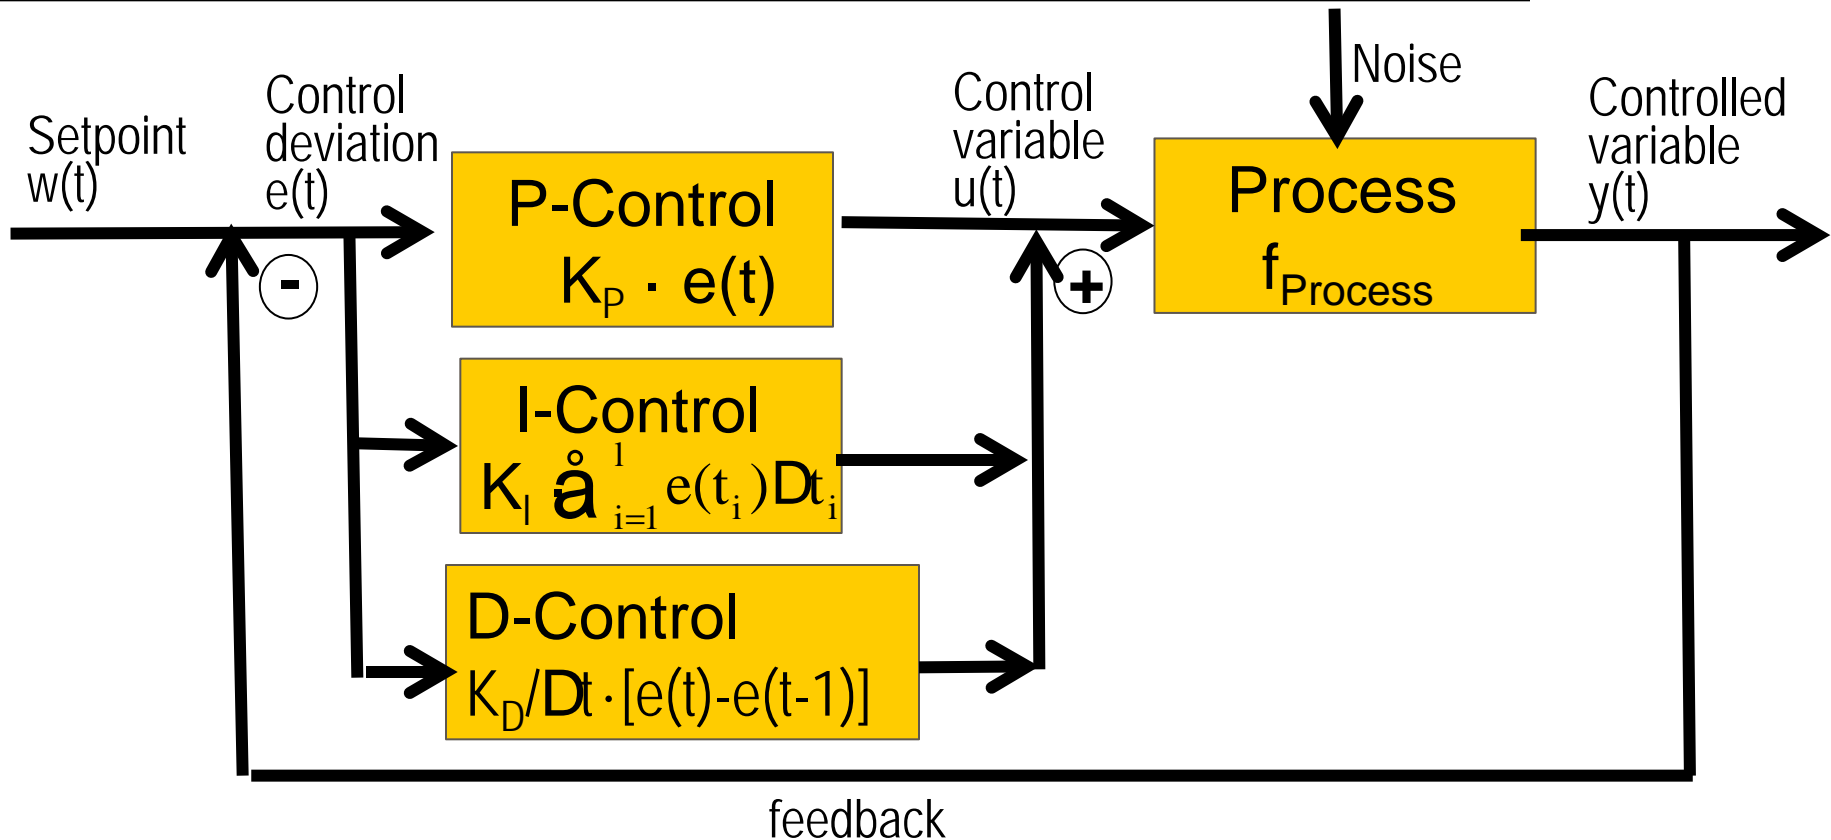 Noise
Setpoint
w(t)
Control
deviation
e(t)
Control
variable
u(t)
Controlled
variable
y(t)
-
P-Control
K_P · e(t)
+
Process
f_Process
I-Control
K_I å ^l _i=1 e(t_i)Dt_i
D-Control
K_D/Dt·[e(t)-e(t-1)]
feedback